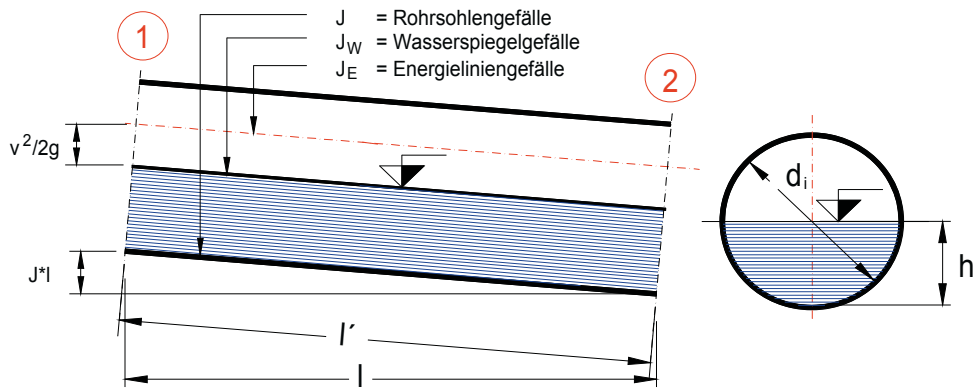 J = Rohrsohlengefälle
J_W = Wasserspiegelgefälle
J_E = Energieliniengefälle
1
2
v²/2g
d_i
h
J*l
l´
l